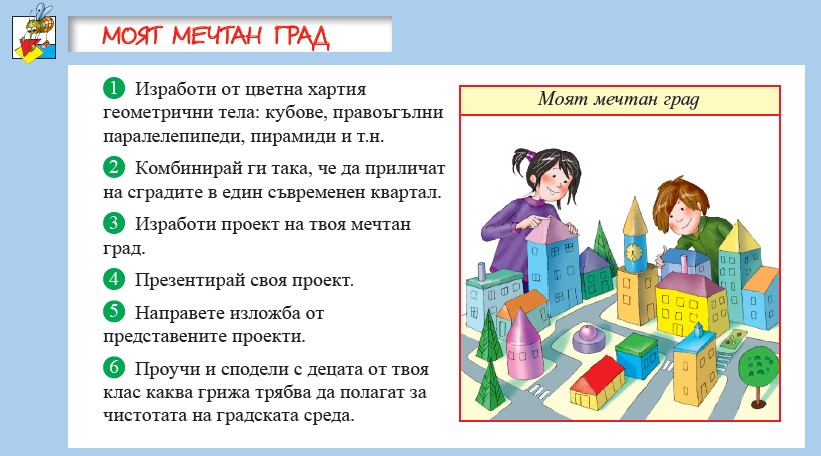 МОЯТ МЕЧТАН ГРАД
1 Изработи от цветна хартия
геометрични тела: кубове, правоъгълни
паралелепипеди, пирамиди и т.н.
2 Комбинирай ги така, че да приличат
на сградите в един съвременен квартал.
3 Изработи проект на твоя мечтан
град.
4 Презентирай своя проект.
5 Направете изложба от
представените проекти.
6 Проучи и сподели с децата от твоя
клас каква грижа трябва да полагат за
чистотата на градската среда.
Моят мечтан град